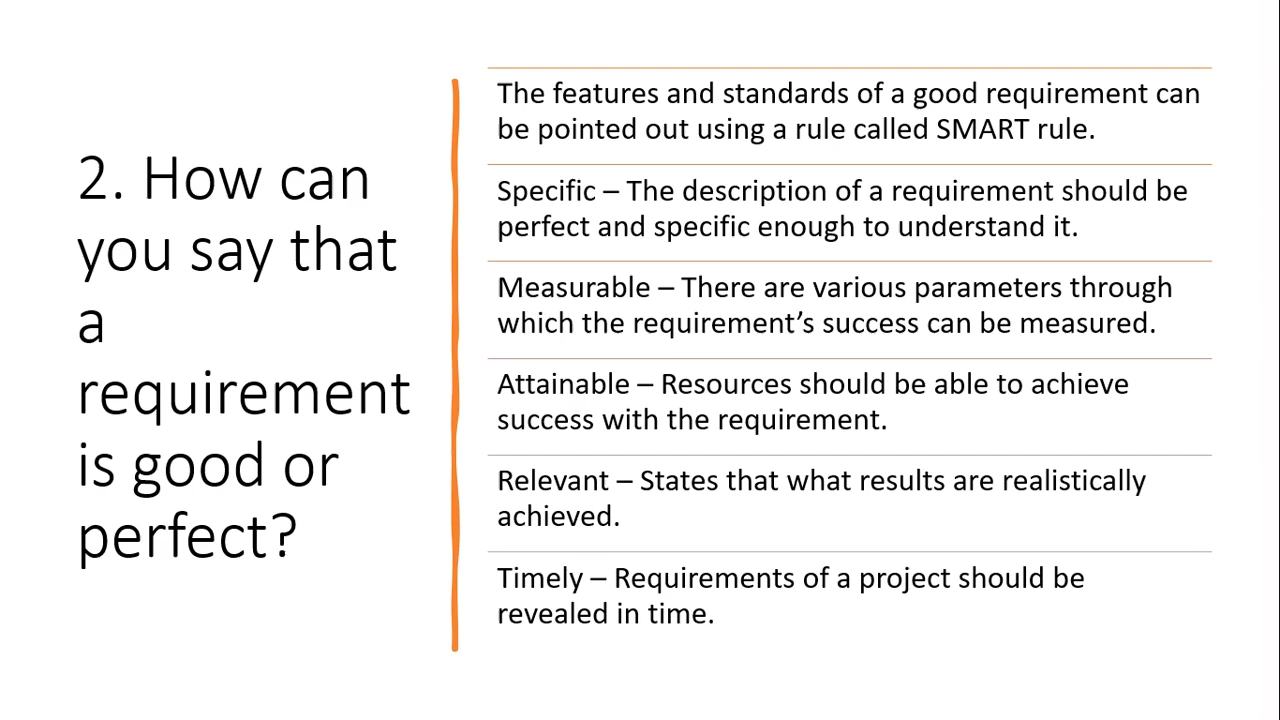 2. How can
you say that
a
requirement
is good or
perfect?
The features and standards of a good requirement can
be pointed out using a rule called SMART rule.
Specific – The description of a requirement should be
perfect and specific enough to understand it.
Measurable – There are various parameters through
which the requirement’s success can be measured.
Attainable – Resources should be able to achieve
success with the requirement.
Relevant – States that what results are realistically
achieved.
Timely – Requirements of a project should be
revealed in time.